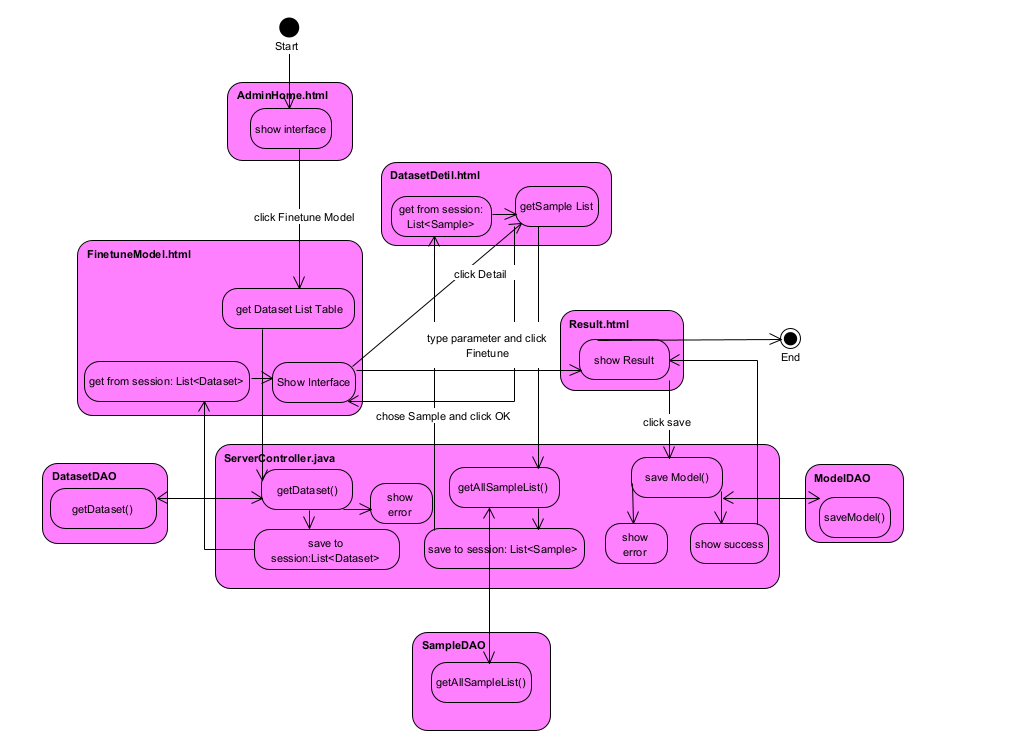 Start
AdminHome.html
show interface
click Finetune Model
DatasetDetil.html
get from session:
List<Sample>
getSample List
FinetuneModel.html
get Dataset List Table
get from session: List<Dataset>
Show Interface
click Detail
type parameter and click
Finetune
chose Sample and click OK
Result.html
show Result
End
click save
ServerController.java
getDataset()
show
error
save to
session:List<Dataset>
getAllSampleList()
save to session: List<Sample>
save Model()
show
error
show success
DatasetDAO
getDataset()
ModelDAO
saveModel()
SampleDAO
getAllSampleList()